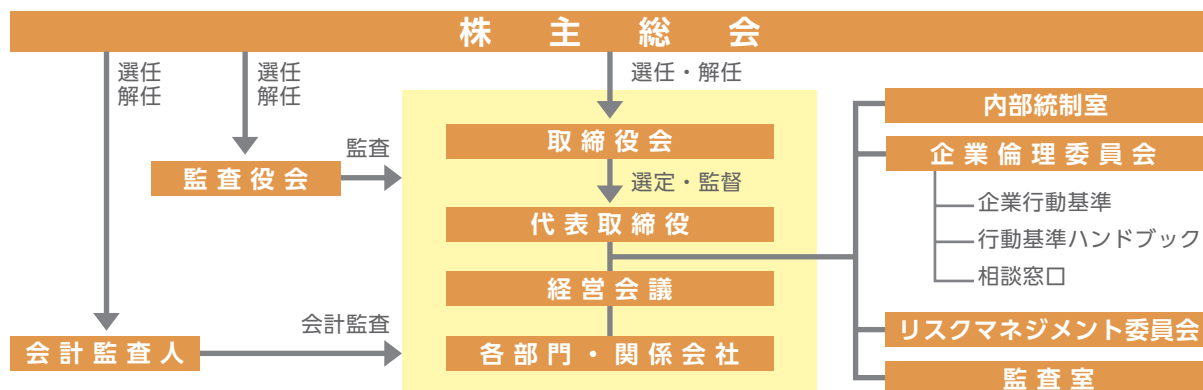 株主総会
選任
解任
選任
解任
選任・解任
取締役会
監査
監査役会
選定・監督
代表取締役
経営会議
会計監査
会計監査人
各部門・関係会社
内部統制室
企業倫理委員会
企業行動基準
行動基準ハンドブック
相談窓口
リスクマネジメント委員会
監査室